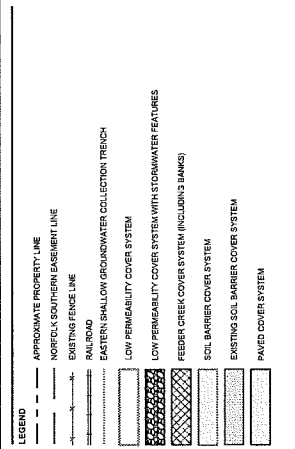 LEGEND
APPROXIMATE PROPERTY LINE
NORFOLK SOUTHERN EASEMENT LINE
EXISTING FENCE LINE
RAILROAD
EASTERN SHALLOW GROUNDWATER COLLECTION TRENCH
LOW PERMEABILITY COVER SYSTEM
LOW PERMEABILITY COVER SYSTEM WITH STORMWATER FEATURES
FEEDER CREEK COVER SYSTEM (INCLUDING BANKS)
SOIL BARRIER COVER SYSTEM
EXISTING SOIL BARRIER COVER SYSTEM
PAVED COVER SYSTEM